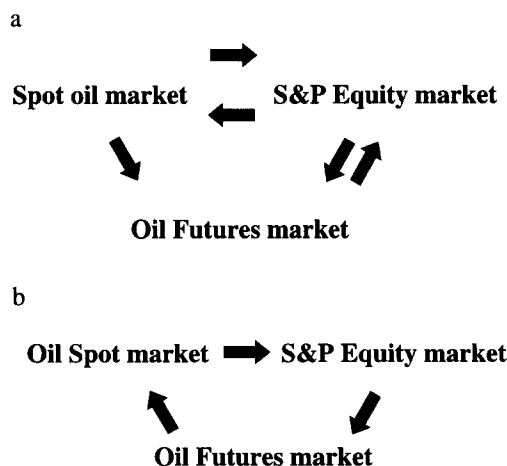 a
Spot oil market S&P Equity market
Oil Futures market
b
Oil Spot market S&P Equity market
Oil Futures market